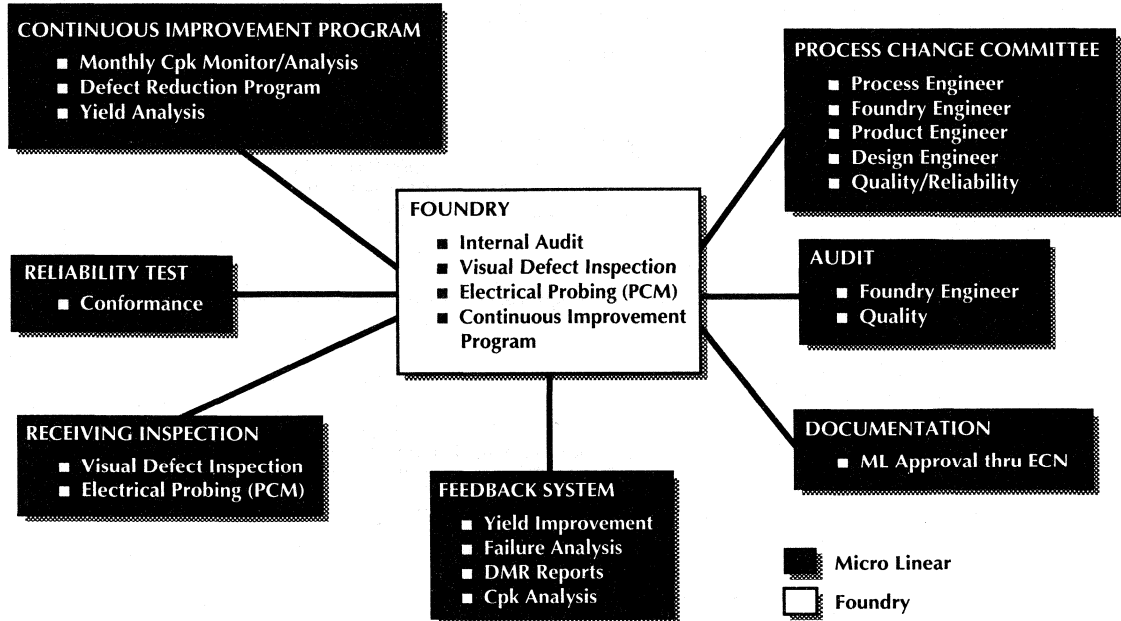 CONTINUOUS IMPROVEMENT PROGRAM
Monthly Cpk Monitor/Analysis
Defect Reduction Program
Yield Analysis
PROCESS CHANGE COMMITTEE
Process Engineer
Foundry Engineer
Product Engineer
Design Engineer
Quality/Reliability
FOUNDRY
Internal Audit
Visual Defect Inspection
Electrical Probing (PCM)
Continuous Improvement
Program
RELIABILITY TEST
Conformance
AUDIT
Foundry Engineer
Quality
RECEIVING INSPECTION
Visual Defect Inspection
Electrical Probing (PCM)
DOCUMENTATION
ML Approval thru ECN
FEEDBACK SYSTEM
Yield Improvement
Failure Analysis
DMR Reports
Cpk Analysis
Micro Linear
Foundry